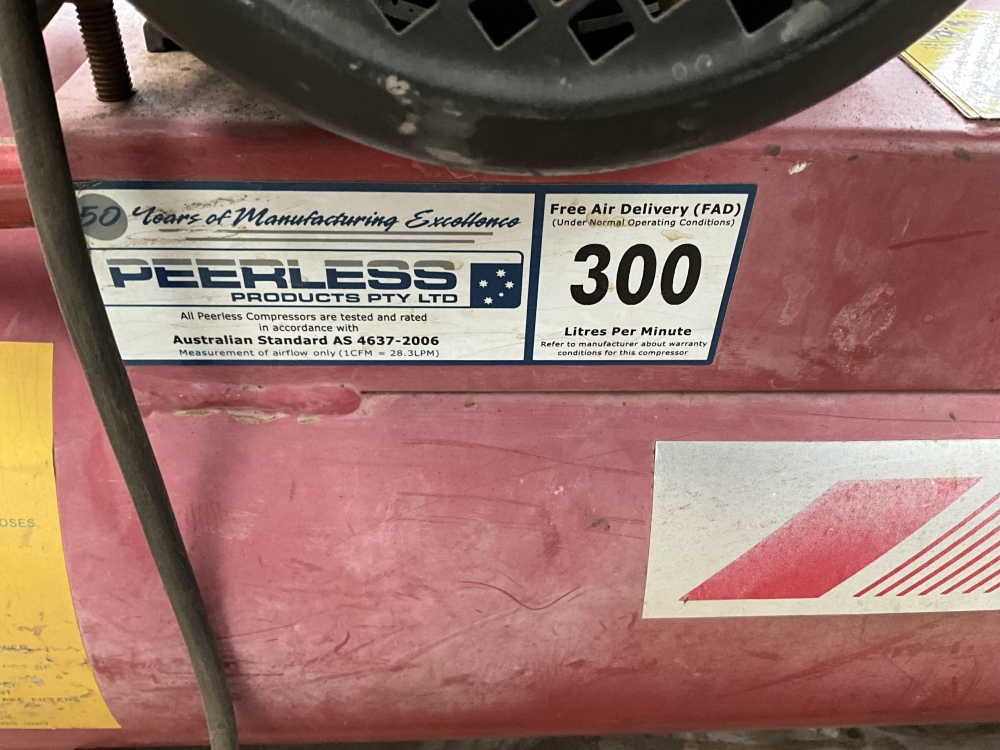 50 Years of Manufacturing Excellence
PEERLESS
PRODUCTS PTY LTD
All Peerless Compressors are tested and rated
in accordance with
Australian Standard AS 4637-2006
Measurement of airflow only (1CFM = 28.3LPM)
Free Air Delivery (FAD)
(Under Normal Operating Conditions)
300
Litres Per Minute
Refer to manufacturer about warranty
conditions for this compressor
OSES